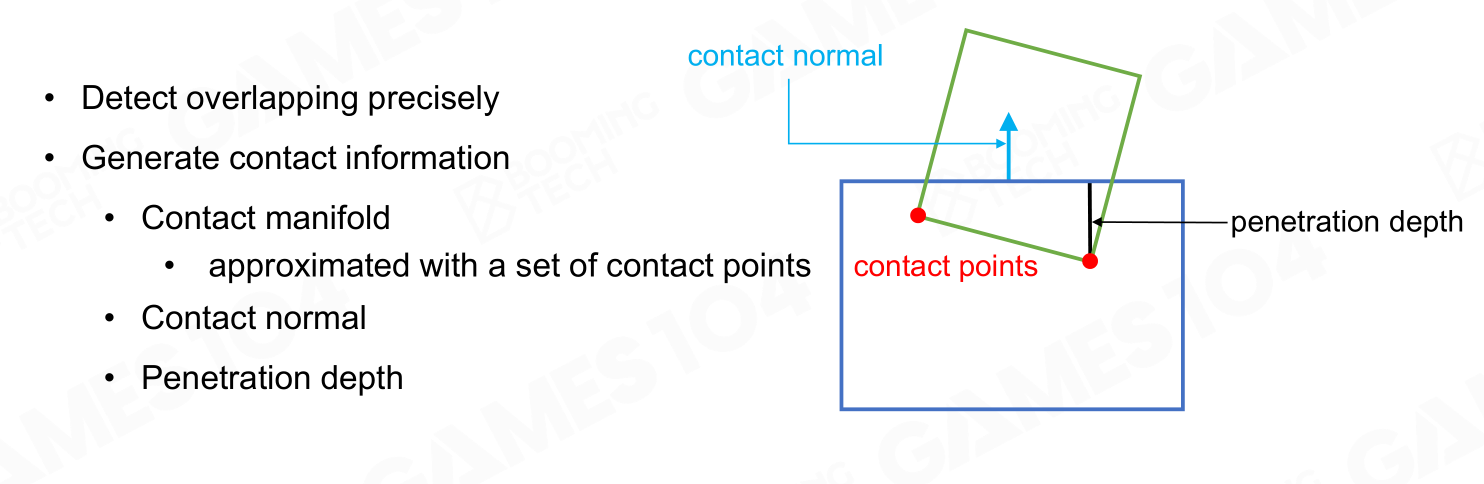 • Detect overlapping precisely
• Generate contact information
• Contact manifold
• approximated with a set of contact points
• Contact normal
• Penetration depth
contact normal
penetration depth
contact points
BOOMING TECH
GAMES104